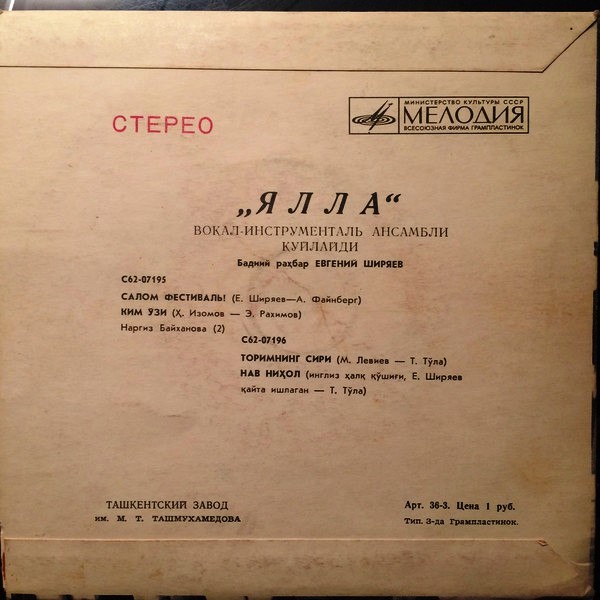 СТЕРЕО
МИНИСТЕРСТВО КУЛЬТУРЫ СССР
МЕЛОДИЯ
ВСЕСОЮЗНАЯ ФИРМА ГРАМПЛАСТИНОК
„ЯЛЛА“
ВОКАЛ-ИНСТРУМЕНТАЛЬ АНСАМБЛИ
КУЙЛАЙДИ
Бадиий раҳбар ЕВГЕНИЙ ШИРЯЕВ
С62-07195
САЛОМ ФЕСТИВАЛЬ! (Е. Ширяев—А. Файнберг)
КИМ ЎЗИ (Ҳ. Изомов — Э. Рахимов)
Наргиз Байханова (2)
С62-07196
ТОРИМНИНГ СИРИ (М. Левиев — Т. Тўла)
НАВ НИҲОЛ (инглиз ҳалқ қўшиғи, Е. Ширяев
қайта ишлаган — Т. Тўла)
ТАШКЕНТСКИЙ ЗАВОД
им. М. Т. ТАШМУХАМЕДОВА
Арт. 36-3. Цена 1 руб.
Тип. З-да Грампластинок.